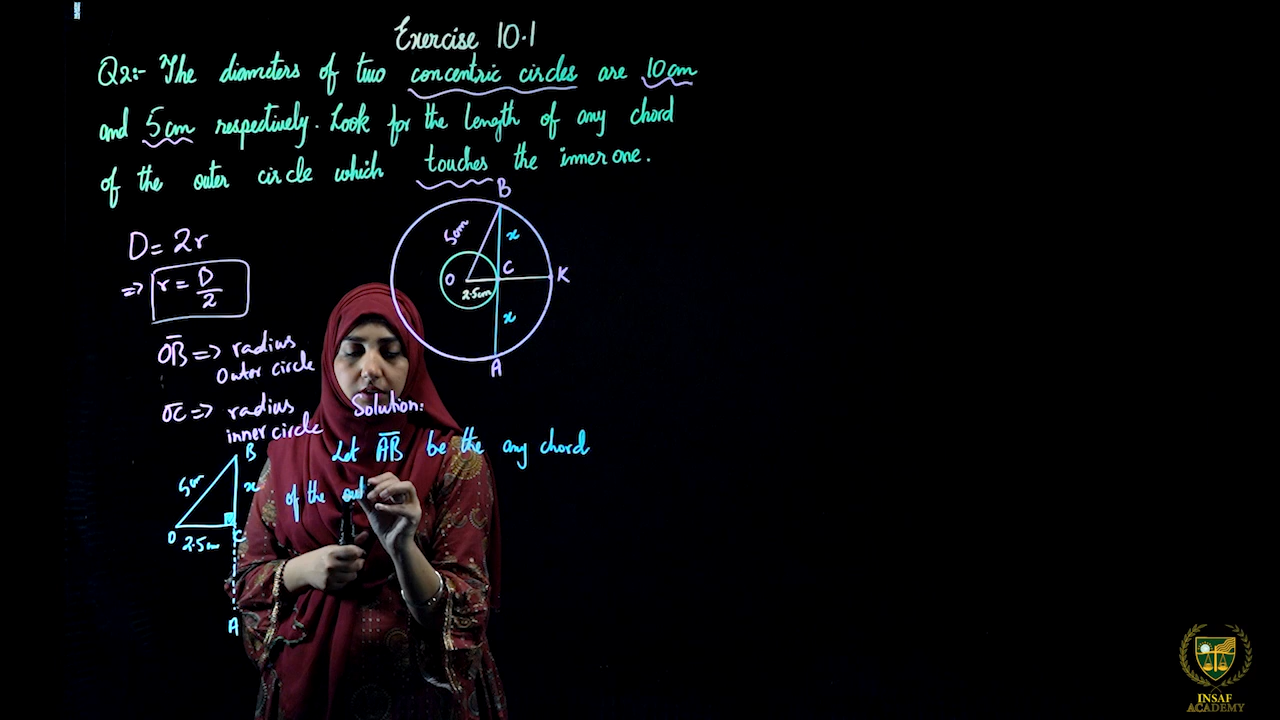 Exercise 10.1
Q2:- The diameters of two concentric circles are 10cm
and 5cm respectively. Look for the length of any chord
of the outer circle which touches the inner one.
D = 2r
=> r = D/2
OB => radius
outer circle
OC => radius
inner circle
B
5cm
x
O
C
K
2.5cm
x
A
Solution:
Let AB be the any chord
of the out
B
5cm
x
O
C
2.5cm
A
INSAF
ACADEMY